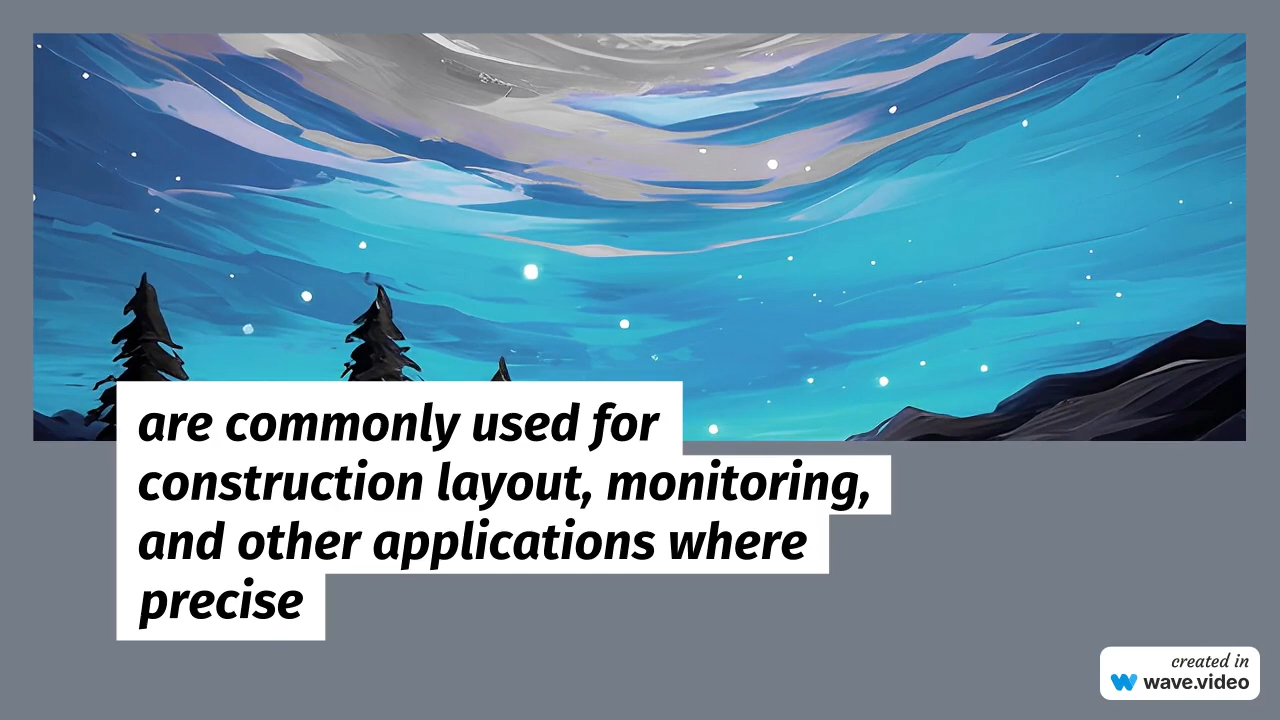 are commonly used for
construction layout, monitoring,
and other applications where
precise
created in
wave.video